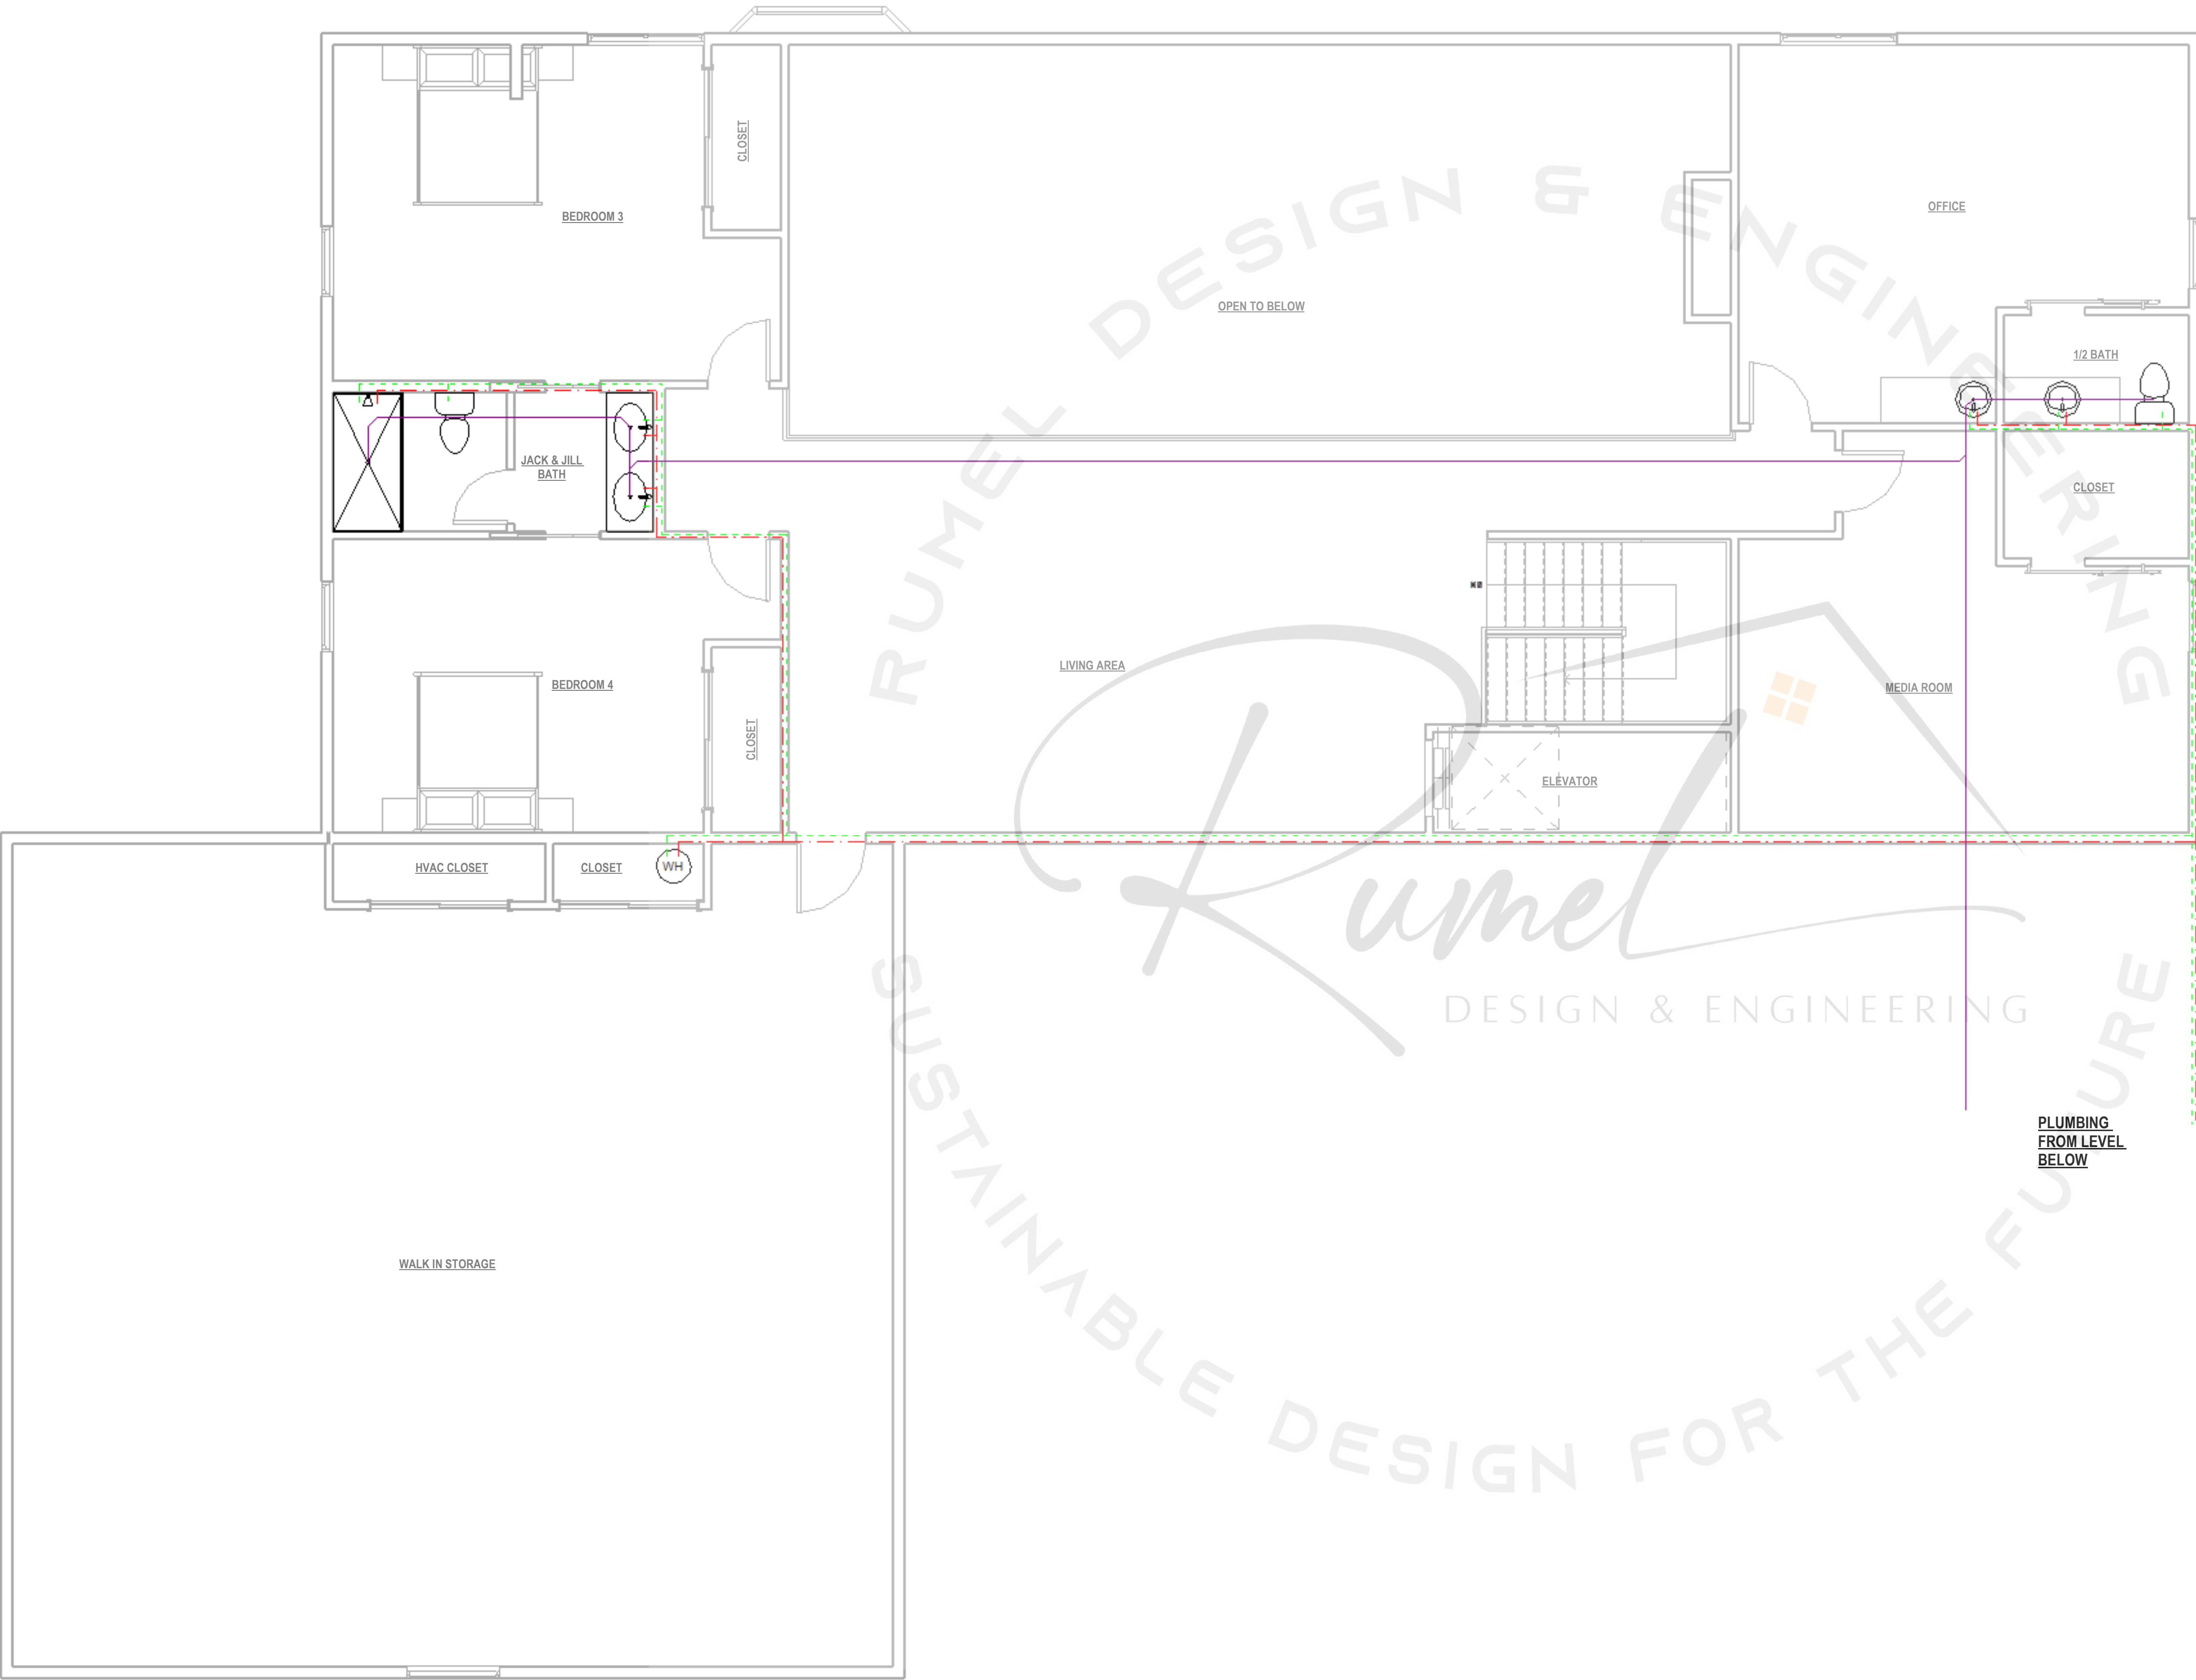 CLOSET
BEDROOM 3
OFFICE
OPEN TO BELOW
1/2 BATH
JACK & JILL
BATH
CLOSET
LIVING AREA
BEDROOM 4
MEDIA ROOM
CLOSET
ELEVATOR
HVAC CLOSET
CLOSET
WH
PLUMBING
FROM LEVEL
BELOW
WALK IN STORAGE
RUMEL DESIGN & ENGINEERING
Rumel
DESIGN & ENGINEERING
SUSTAINABLE DESIGN FOR THE FUTURE